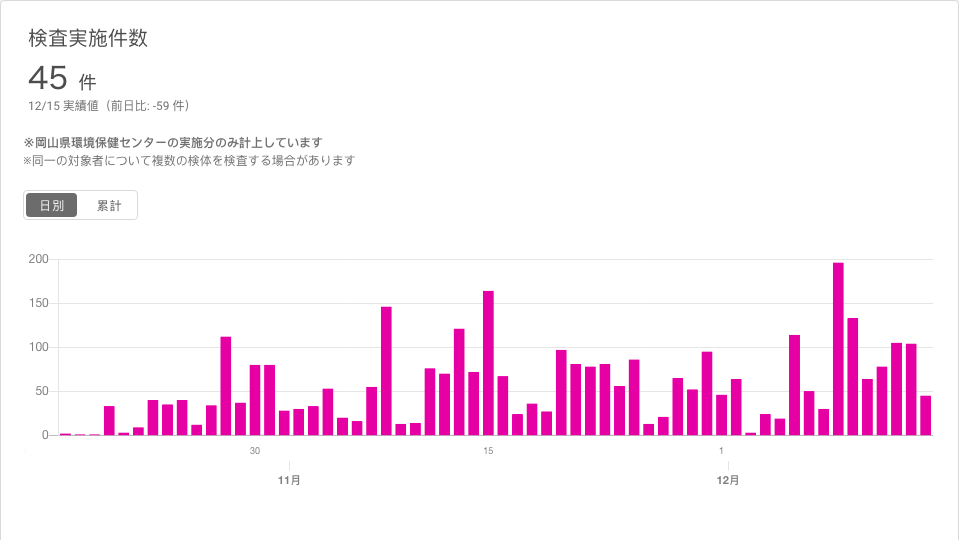 検査実施件数
45 件
12/15 実績値（前日比: -59 件）
※岡山県環境保健センターの実施分のみ計上しています
※同一の対象者について複数の検体を検査する場合があります
日別 累計
200
150
100
50
0
30 15 1
11月 12月